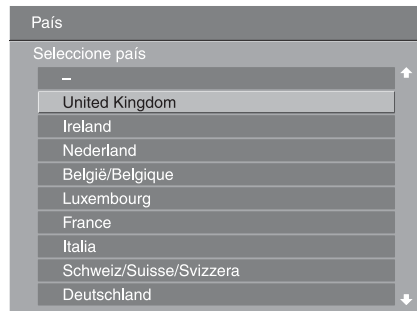 País
Seleccione país
–
United Kingdom
Ireland
Nederland
België/Belgique
Luxembourg
France
Italia
Schweiz/Suisse/Svizzera
Deutschland